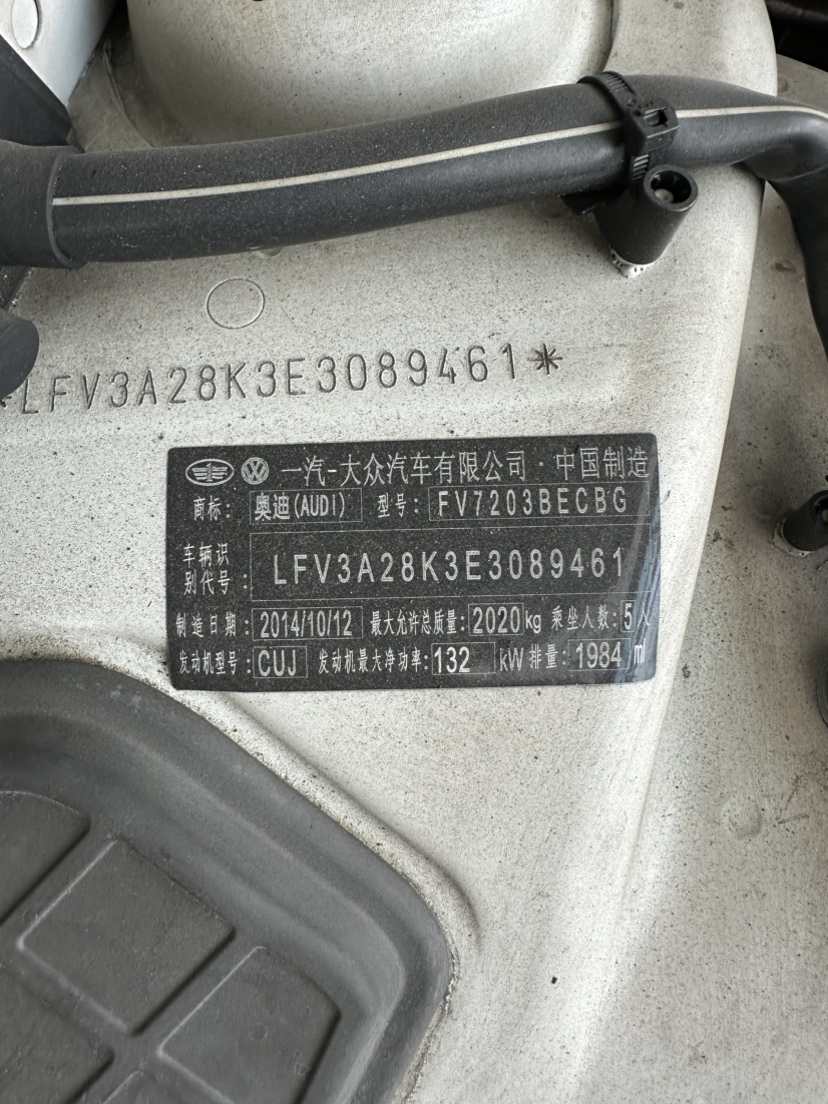 LFV3A28K3E3089461*
一汽-大众汽车有限公司·中国制造
商标: 奥迪(AUDI) 型号: FV7203BECBG
车辆识别代号: LFV3A28K3E3089461
制造日期: 2014/10/12 最大允许总质量: 2020kg 乘坐人数: 5人
发动机型号: CUJ 发动机最大净功率: 132 kW 排量: 1984 ml